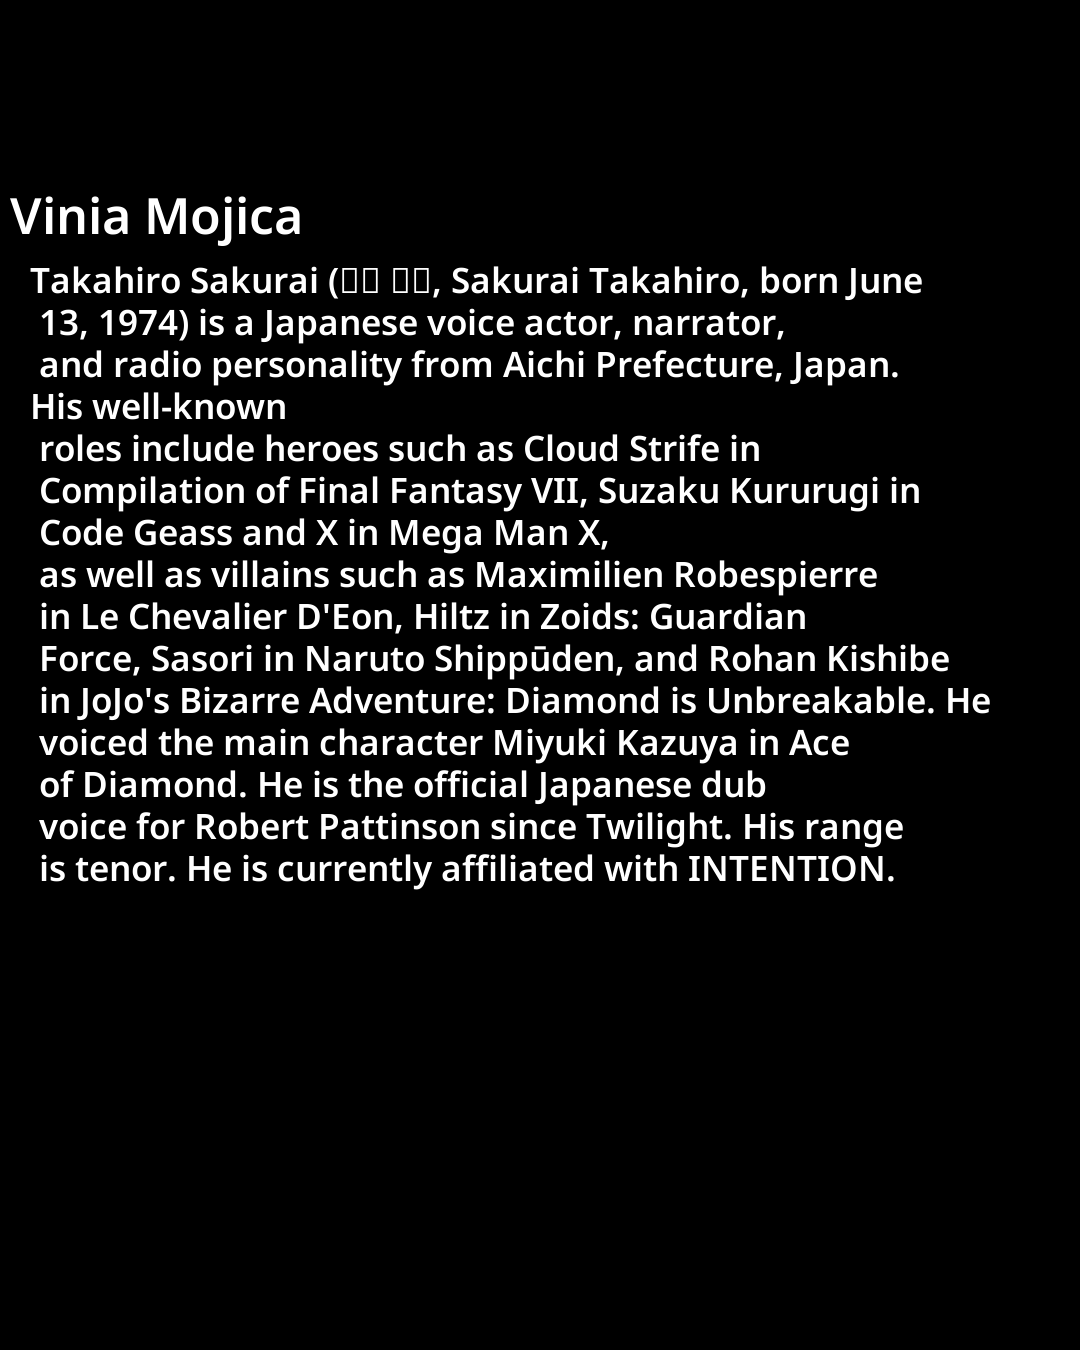 Vinia Mojica
Takahiro Sakurai (, Sakurai Takahiro, born June
13, 1974) is a Japanese voice actor, narrator,
and radio personality from Aichi Prefecture, Japan.
His well-known
roles include heroes such as Cloud Strife in
Compilation of Final Fantasy VII, Suzaku Kururugi in
Code Geass and X in Mega Man X,
as well as villains such as Maximilien Robespierre
in Le Chevalier D'Eon, Hiltz in Zoids: Guardian
Force, Sasori in Naruto Shippūden, and Rohan Kishibe
in JoJo's Bizarre Adventure: Diamond is Unbreakable. He
voiced the main character Miyuki Kazuya in Ace
of Diamond. He is the official Japanese dub
voice for Robert Pattinson since Twilight. His range
is tenor. He is currently affiliated with INTENTION.